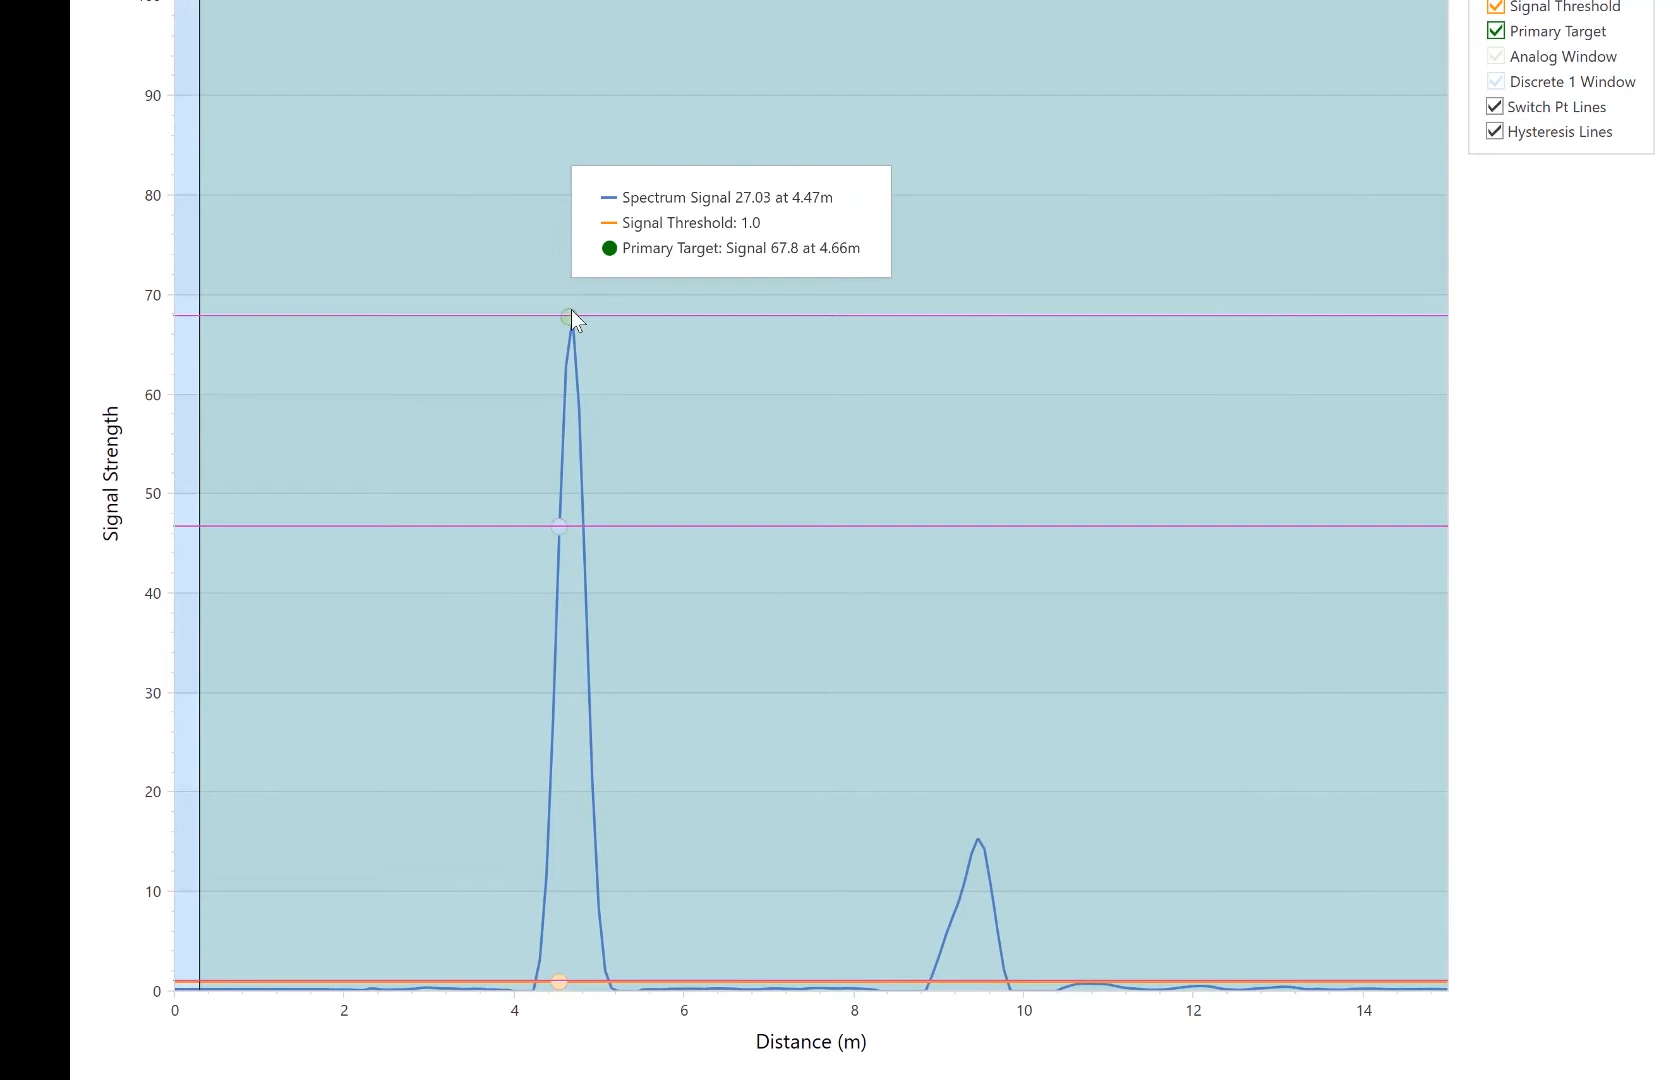 Signal Threshold
Primary Target
Analog Window
Discrete 1 Window
Switch Pt Lines
Hysteresis Lines
90
80
70
60
50
40
30
20
10
0
Signal Strength
Spectrum Signal 27.03 at 4.47m
Signal Threshold: 1.0
Primary Target: Signal 67.8 at 4.66m
0 2 4 6 8 10 12 14
Distance (m)